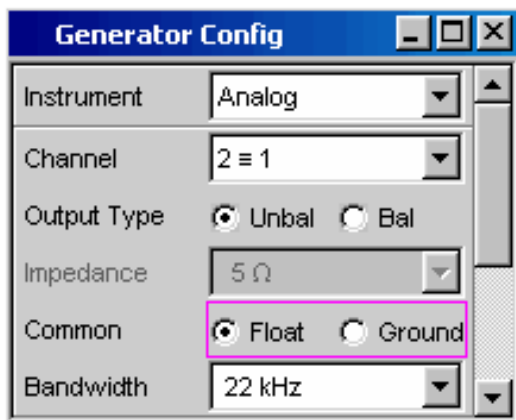 Generator Config
Instrument Analog
Channel 2 ≡ 1
Output Type Unbal Bal
Impedance 5 Ω
Common Float Ground
Bandwidth 22 kHz